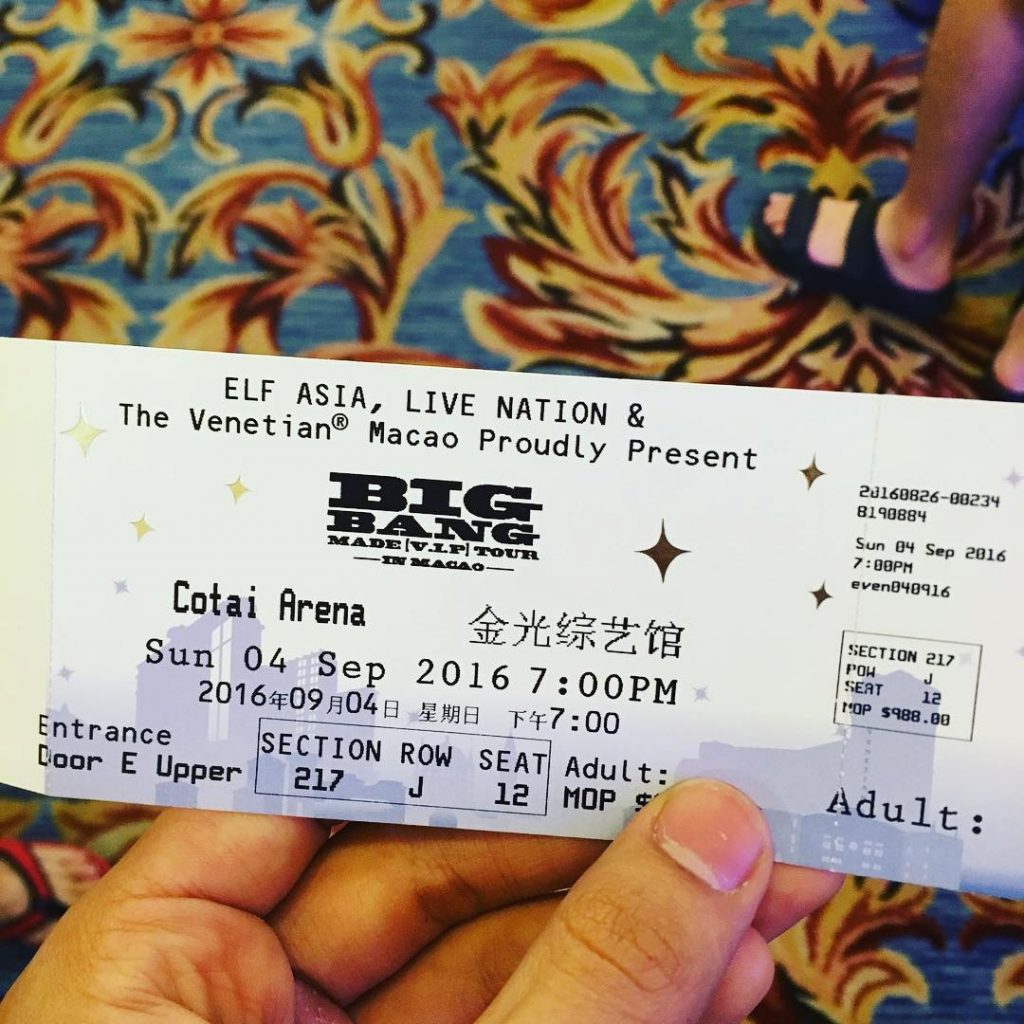 ELF ASIA, LIVE NATION &
The Venetian® Macao Proudly Present
BIG
BANG
MADE [V.I.P] TOUR
IN MACAO
Cotai Arena 金光综艺馆
Sun 04 Sep 2016 7:00PM
2016年09月04日 星期日 下午7:00
Entrance
Door E Upper
SECTION ROW SEAT
217 J 12
Adult:
MOP $
20160826-00234
8190884
Sun 04 Sep 2016
7:00PM
even040916
SECTION 217
ROW J
SEAT 12
MOP $988.00
Adult: